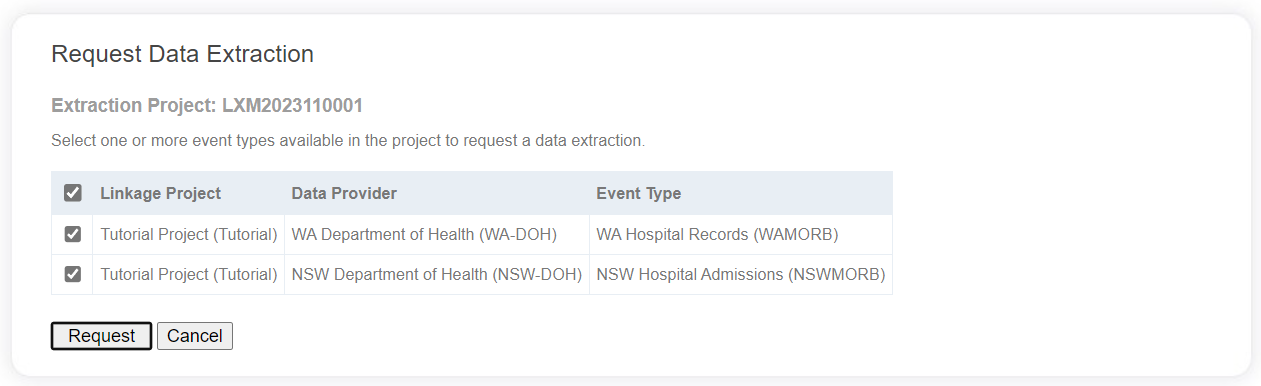 Request Data Extraction
Extraction Project: LXM2023110001
Select one or more event types available in the project to request a data extraction.
Linkage Project Data Provider Event Type
Tutorial Project (Tutorial) WA Department of Health (WA-DOH) WA Hospital Records (WAMORB)
Tutorial Project (Tutorial) NSW Department of Health (NSW-DOH) NSW Hospital Admissions (NSWMORB)
Request Cancel